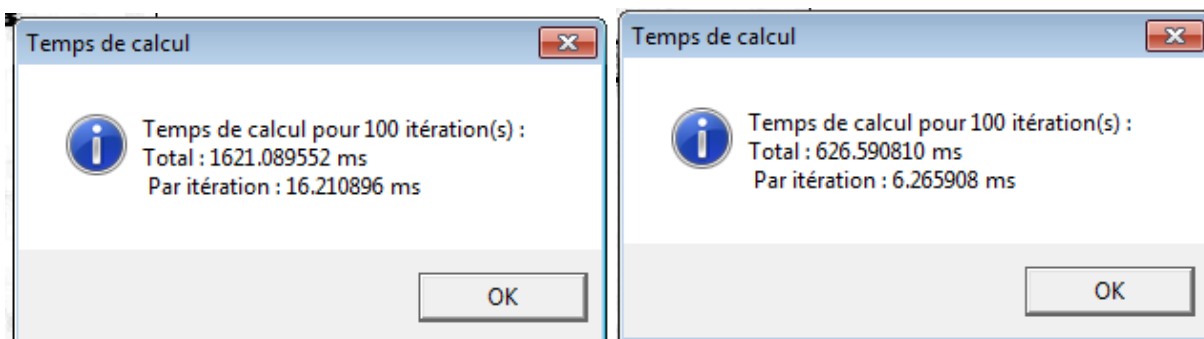 Temps de calcul
Temps de calcul pour 100 itération(s) :
Total : 1621.089552 ms
Par itération : 16.210896 ms
OK
Temps de calcul
Temps de calcul pour 100 itération(s) :
Total : 626.590810 ms
Par itération : 6.265908 ms
OK